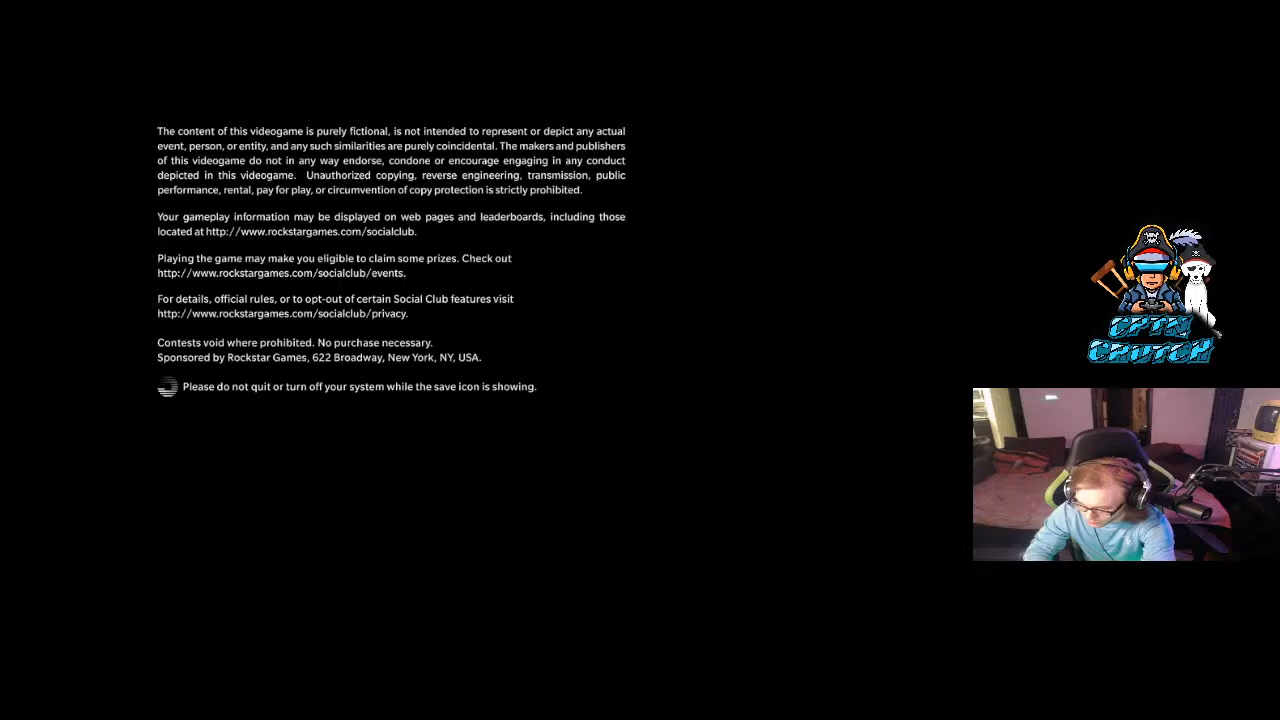 The content of this videogame is purely fictional, is not intended to represent or depict any actual
event, person, or entity, and any such similarities are purely coincidental. The makers and publishers
of this videogame do not in any way endorse, condone or encourage engaging in any conduct
depicted in this videogame. Unauthorized copying, reverse engineering, transmission, public
performance, rental, pay for play, or circumvention of copy protection is strictly prohibited.
Your gameplay information may be displayed on web pages and leaderboards, including those
located at http://www.rockstargames.com/socialclub.
Playing the game may make you eligible to claim some prizes. Check out
http://www.rockstargames.com/socialclub/events.
For details, official rules, or to opt-out of certain Social Club features visit
http://www.rockstargames.com/socialclub/privacy.
Contests void where prohibited. No purchase necessary.
Sponsored by Rockstar Games, 622 Broadway, New York, NY, USA.
Please do not quit or turn off your system while the save icon is showing.
CPTN
CRUTCH